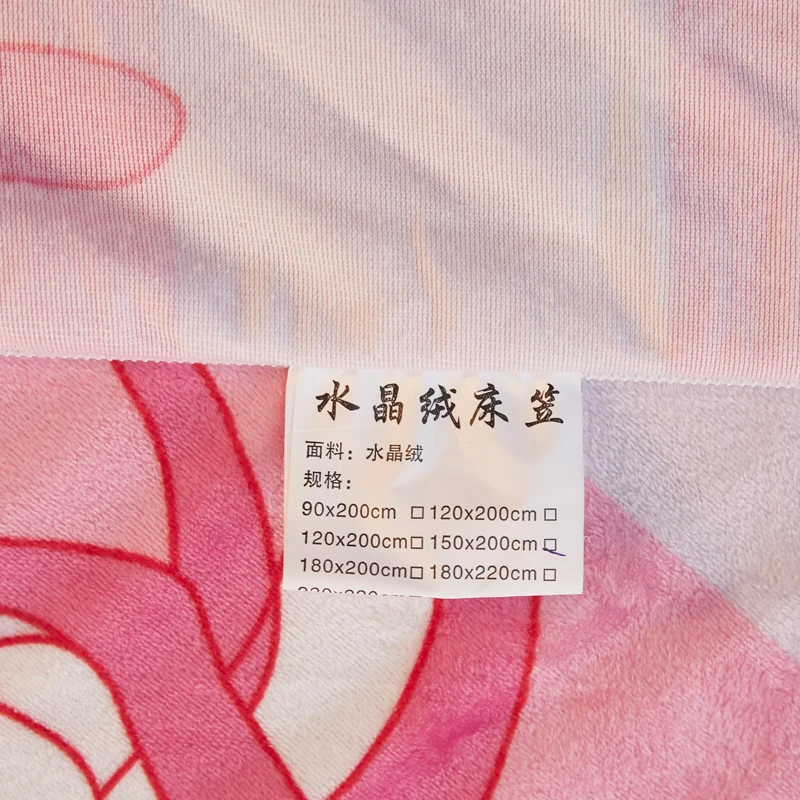 水晶绒床笠
面料：水晶绒
规格：
90x200cm □ 120x200cm □
120x200cm □ 150x200cm □
180x200cm □ 180x220cm □